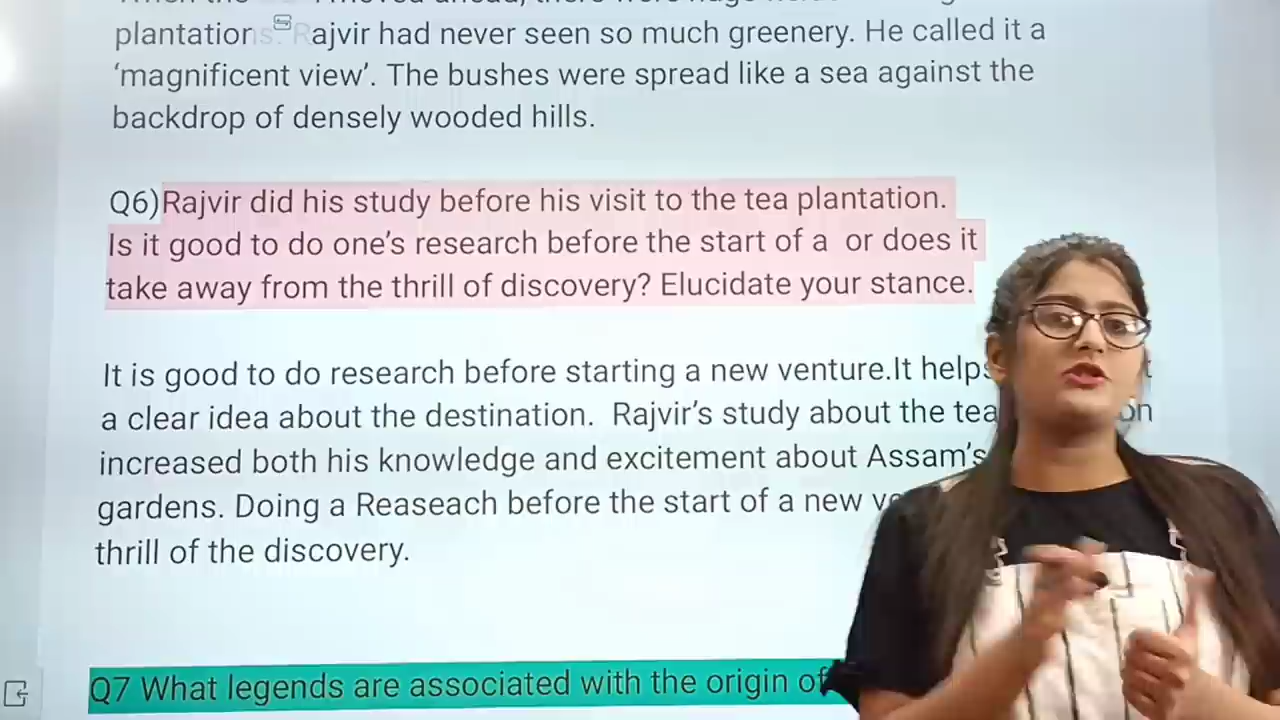 plantations. Rajvir had never seen so much greenery. He called it a
‘magnificent view’. The bushes were spread like a sea against the
backdrop of densely wooded hills.
Q6)Rajvir did his study before his visit to the tea plantation.
Is it good to do one’s research before the start of a or does it
take away from the thrill of discovery? Elucidate your stance.
It is good to do research before starting a new venture.It helps
a clear idea about the destination. Rajvir’s study about the tea
increased both his knowledge and excitement about Assam’s
gardens. Doing a Reaseach before the start of a new
thrill of the discovery.
Q7 What legends are associated with the origin of